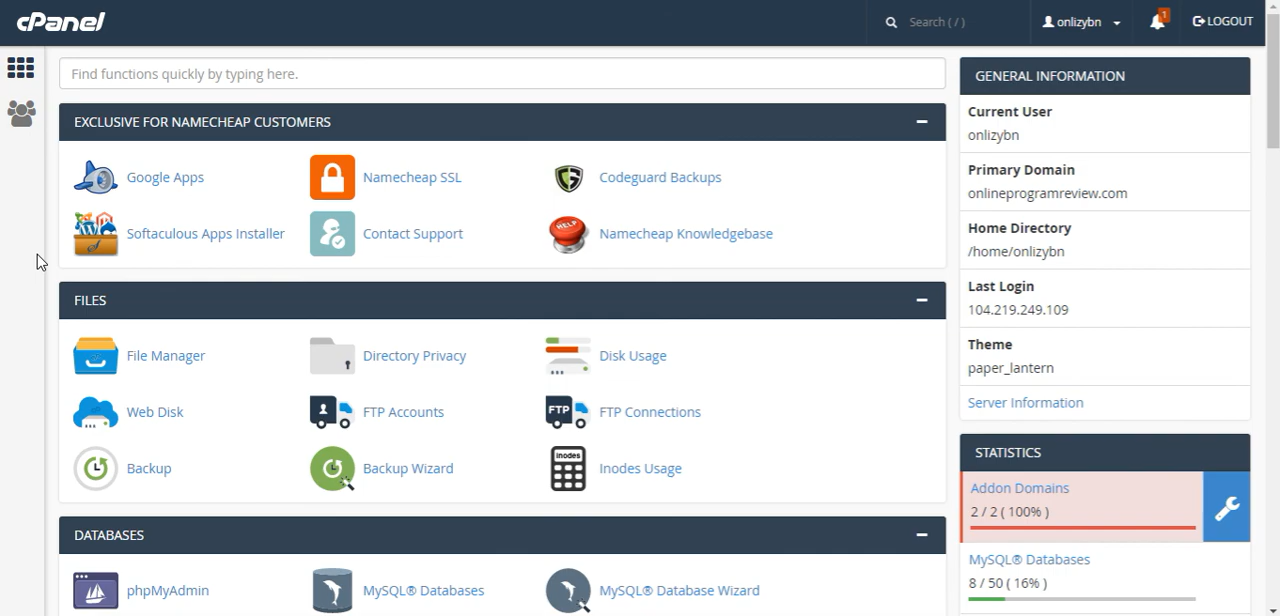 cPanel
Search ( / )
onlizybn
1
LOGOUT
Find functions quickly by typing here.
EXCLUSIVE FOR NAMECHEAP CUSTOMERS
Google Apps
Namecheap SSL
Codeguard Backups
Softaculous Apps Installer
Contact Support
HELP
Namecheap Knowledgebase
FILES
File Manager
Directory Privacy
Disk Usage
Web Disk
FTP Accounts
FTP
FTP Connections
Backup
Backup Wizard
Inodes
Inodes Usage
DATABASES
phpMyAdmin
MySQL® Databases
MySQL® Database Wizard
GENERAL INFORMATION
Current User
onlizybn
Primary Domain
onlineprogramreview.com
Home Directory
/home/onlizybn
Last Login
104.219.249.109
Theme
paper_lantern
Server Information
STATISTICS
Addon Domains
2 / 2 ( 100% )
MySQL® Databases
8 / 50 ( 16% )